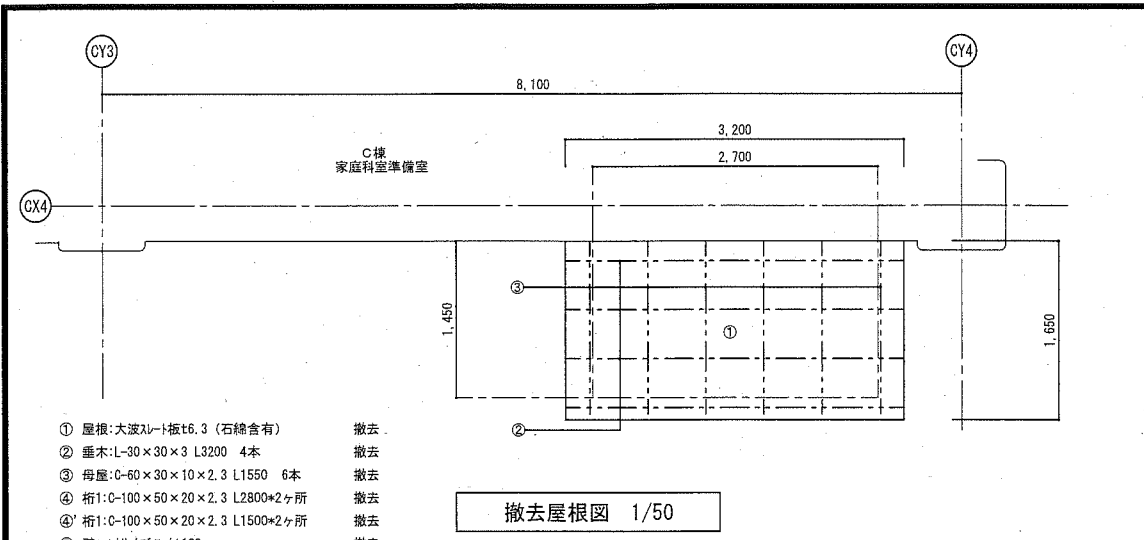 CY3
CY4
8,100
3,200
C棟
家庭科室準備室
2,700
CX4
③
1,450
①
1,650
② 
① 屋根:大波スレート板t6.3 (石綿含有) 撤去
② 垂木:L-30×30×3 L3200 4本 撤去
③ 母屋:C-60×30×10×2.3 L1550 6本 撤去
④ 桁1:C-100×50×20×2.3 L2800*2ヶ所 撤去
④' 桁1:C-100×50×20×2.3 L1500*2ヶ所 撤去
撤去屋根図 1/50